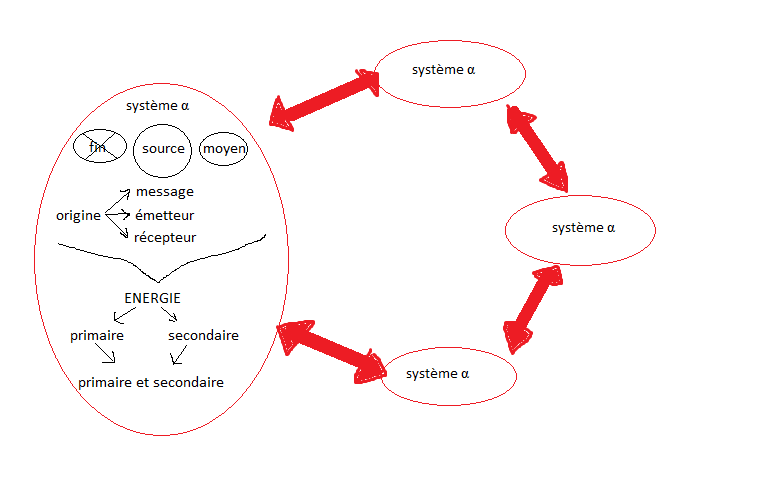 système α
fin source moyen
message
origine émetteur
récepteur
ENERGIE
primaire secondaire
primaire et secondaire
système α
système α
système α